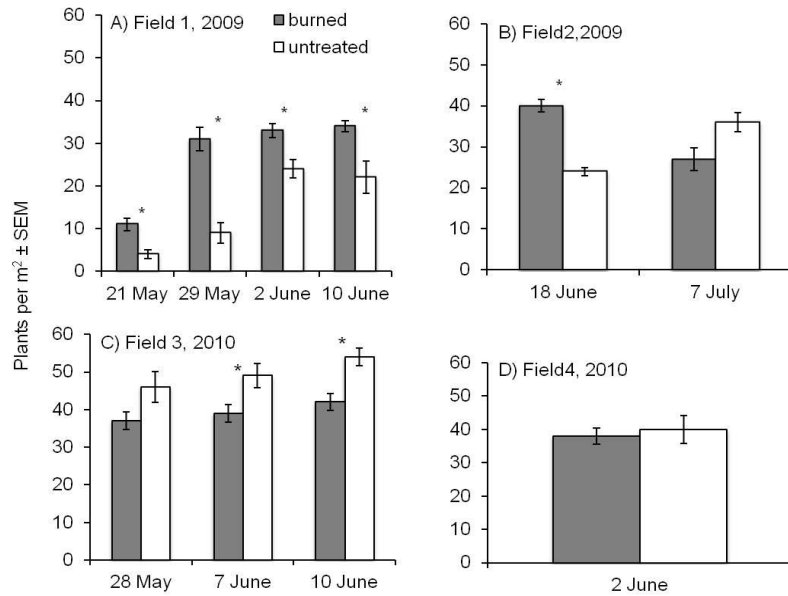 Plants per m² ± SEM
A) Field 1, 2009
burned
untreated
60
50
40
30
20
10
0
*
*
*
*
21 May
29 May
2 June
10 June
B) Field2,2009
60
50
40
30
20
10
0
*
18 June
7 July
C) Field 3, 2010
60
50
40
30
20
10
0
*
*
28 May
7 June
10 June
D) Field4, 2010
60
50
40
30
20
10
0
2 June